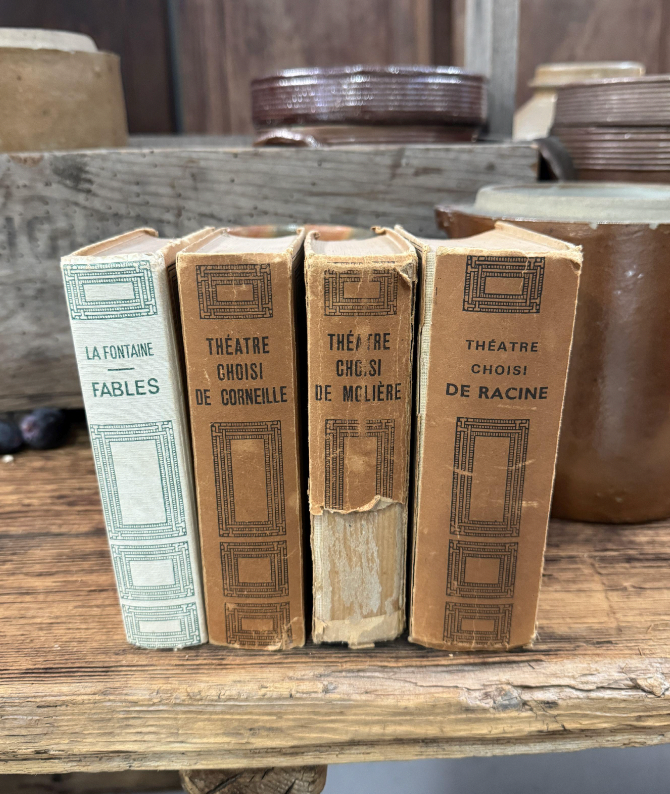 LA FONTAINE
FABLES
THÉATRE
CHOISI
DE CORNEILLE
THÉATRE
CHOISI
DE MOLIÈRE
THÉATRE
CHOISI
DE RACINE